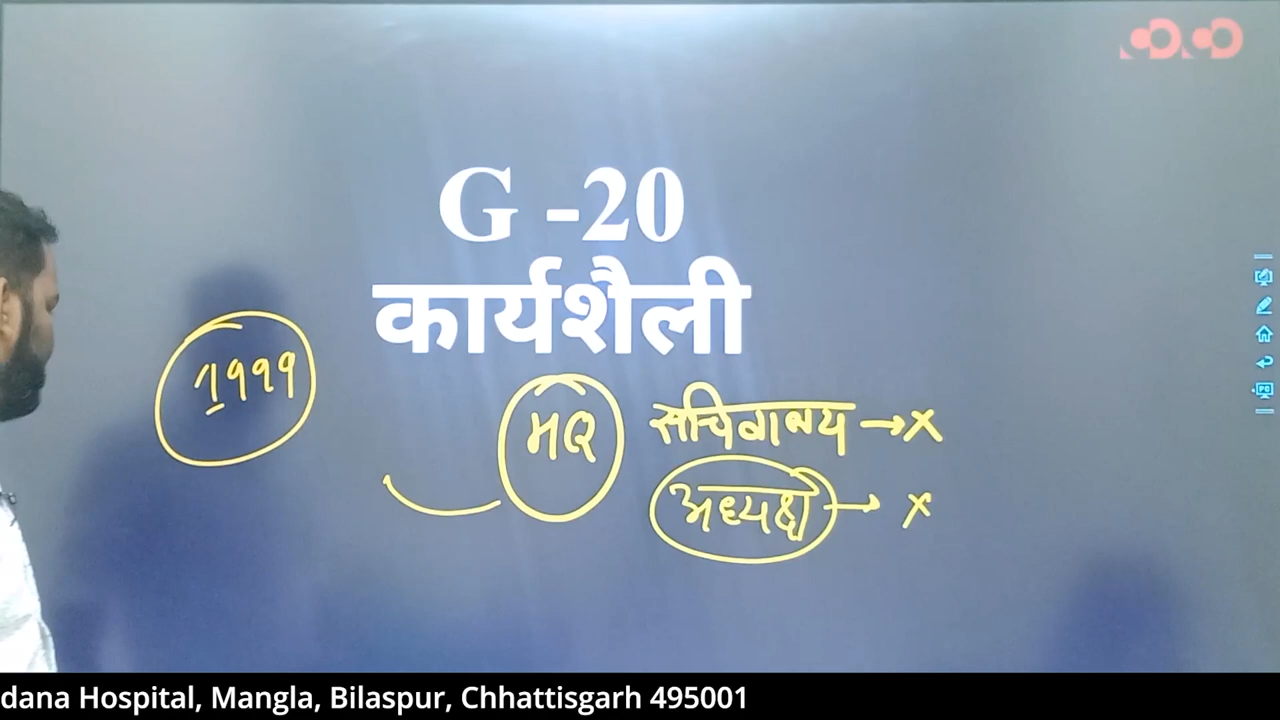 G -20
कार्यशैली
1999
HQ
सचिवालय → x
अध्यक्ष → x
dana Hospital, Mangla, Bilaspur, Chhattisgarh 495001